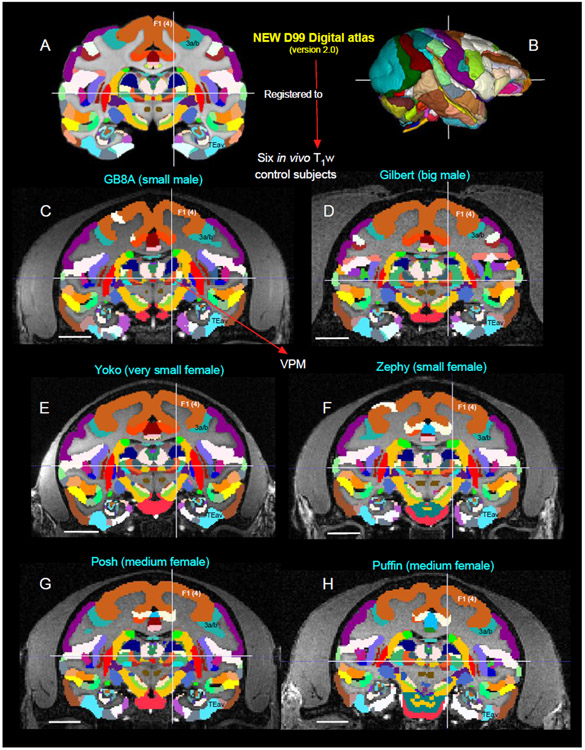 A
F1 (4)
3a/b
TEav
NEW D99 Digital atlas
(version 2.0)
B
Registered to
Six in vivo T1w
control subjects
GB8A (small male)
C
F1 (4)
3a/b
TEav
Gilbert (big male)
D
F1 (4)
3a/b
TEav
VPM
Yoko (very small female)
E
F1 (4)
3a/b
TEav
Zephy (small female)
F
F1 (4)
3a/b
TEav
Posh (medium female)
G
F1 (4)
3a/b
TEav
Puffin (medium female)
H
F1 (4)
3a/b
TEav